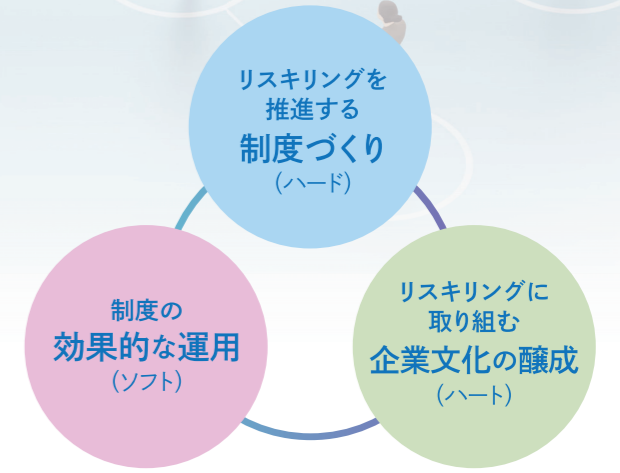 リスキリングを
推進する
制度づくり
(ハード)
制度の
効果的な運用
(ソフト)
リスキリングに
取り組む
企業文化の醸成
(ハート)